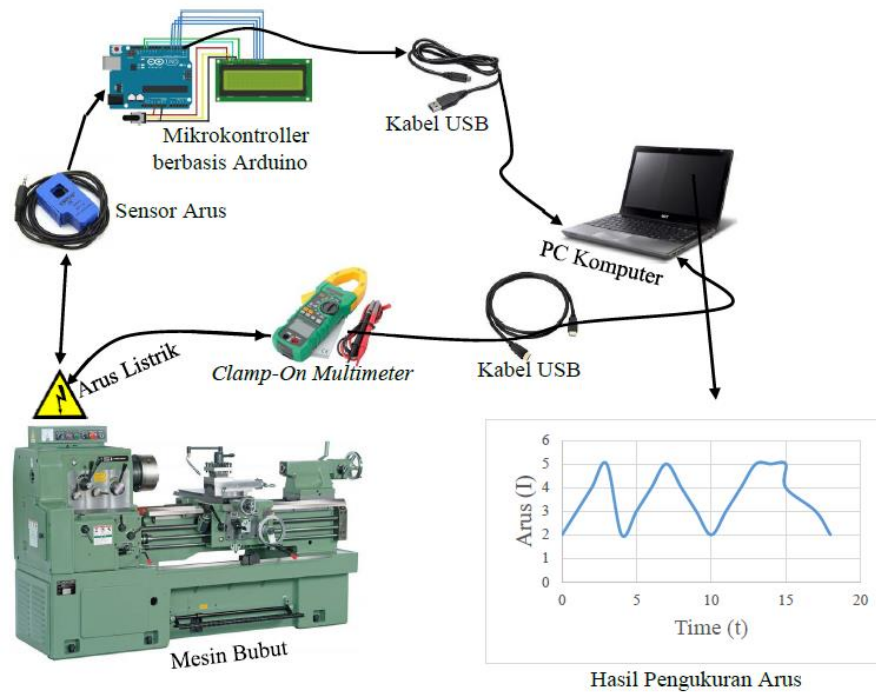 Mikrokontroller
berbasis Arduino
Kabel USB
Sensor Arus
PC Komputer
Arus Listrik
Clamp-On Multimeter
Kabel USB
Mesin Bubut
6
5
4
3
2
1
0
Arus (I)
0 5 10 15 20
Time (t)
Hasil Pengukuran Arus